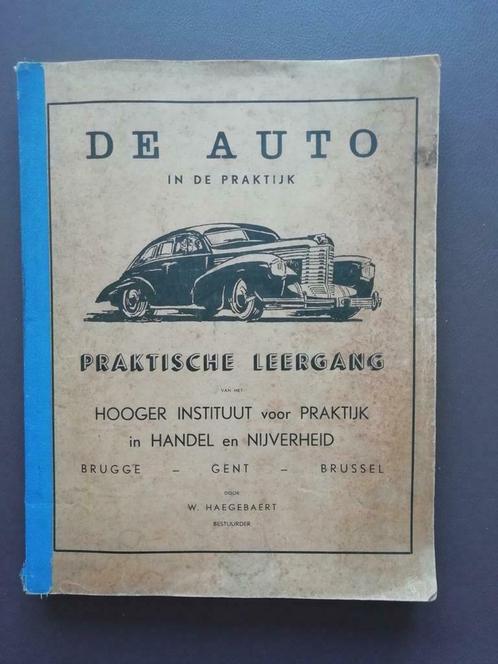 DE AUTO
IN DE PRAKTIJK
PRAKTISCHE LEERGANG
VAN HET
HOOGER INSTITUUT voor PRAKTIJK
in HANDEL en NIJVERHEID
BRUGGE – GENT – BRUSSEL
DOOR
W. HAEGEBAERT
BESTUURDER